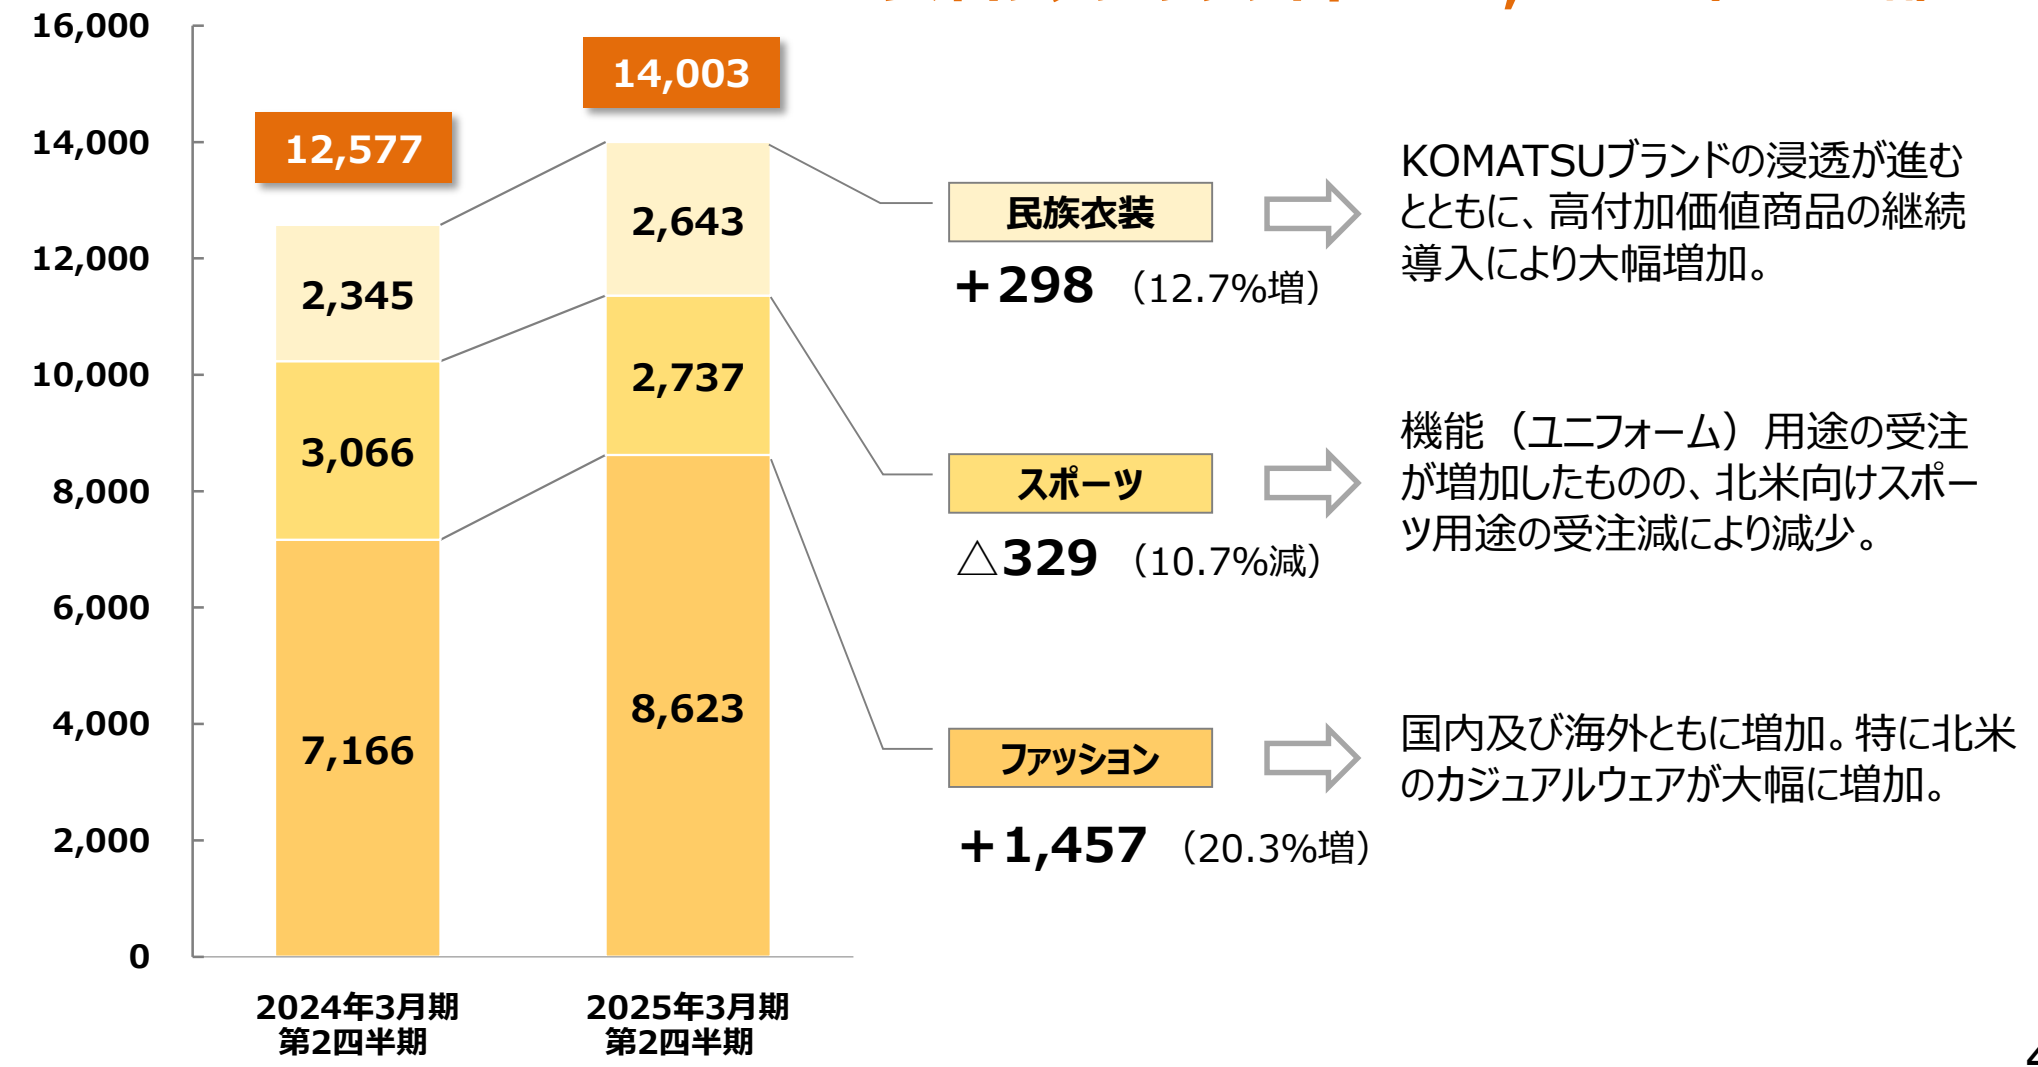 16,000
14,000
12,000
10,000
8,000
6,000
4,000
2,000
0
12,577
2,345
3,066
7,166
14,003
2,643
2,737
8,623
2024年3月期
第2四半期
2025年3月期
第2四半期
民族衣装
+298 (12.7%増)
KOMATSUブランドの浸透が進む
とともに、高付加価値商品の継続
導入により大幅増加。
スポーツ
△329 (10.7%減)
機能（ユニフォーム）用途の受注
が増加したものの、北米向けスポー
ツ用途の受注減により減少。
ファッション
+1,457 (20.3%増)
国内及び海外ともに増加。特に北米
のカジュアルウェアが大幅に増加。